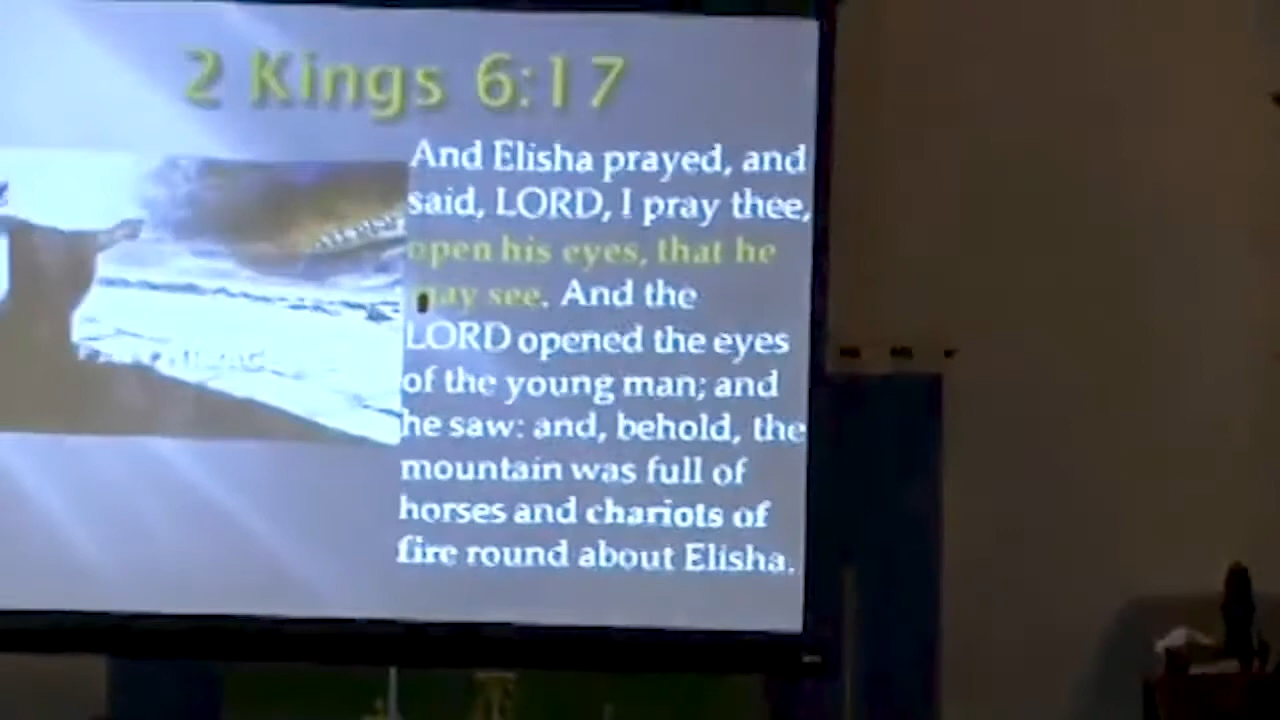 2 Kings 6:17
And Elisha prayed, and
said, LORD, I pray thee,
open his eyes, that he
may see. And the
LORD opened the eyes
of the young man; and
he saw: and, behold, the
mountain was full of
horses and chariots of
fire round about Elisha.